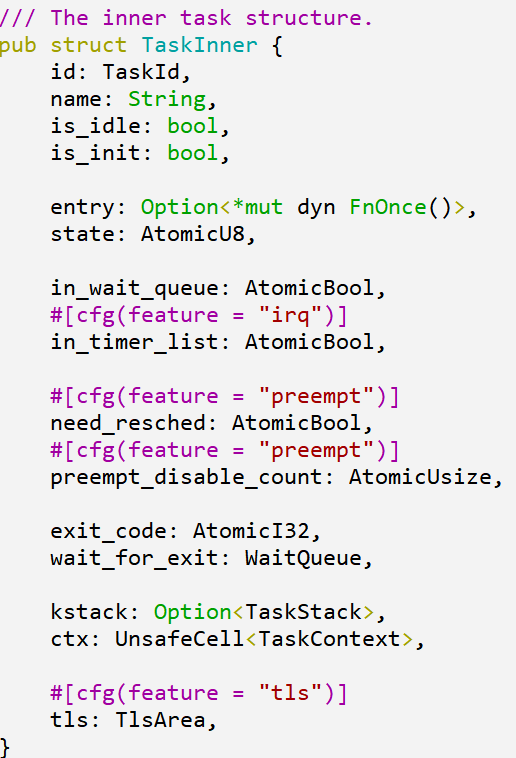 /// The inner task structure.
pub struct TaskInner {
    id: TaskId,
    name: String,
    is_idle: bool,
    is_init: bool,

    entry: Option<*mut dyn FnOnce()>,
    state: AtomicU8,

    in_wait_queue: AtomicBool,
    #[cfg(feature = "irq")]
    in_timer_list: AtomicBool,

    #[cfg(feature = "preempt")]
    need_resched: AtomicBool,
    #[cfg(feature = "preempt")]
    preempt_disable_count: AtomicUsize,

    exit_code: AtomicI32,
    wait_for_exit: WaitQueue,

    kstack: Option<TaskStack>,
    ctx: UnsafeCell<TaskContext>,

    #[cfg(feature = "tls")]
    tls: TlsArea,
}